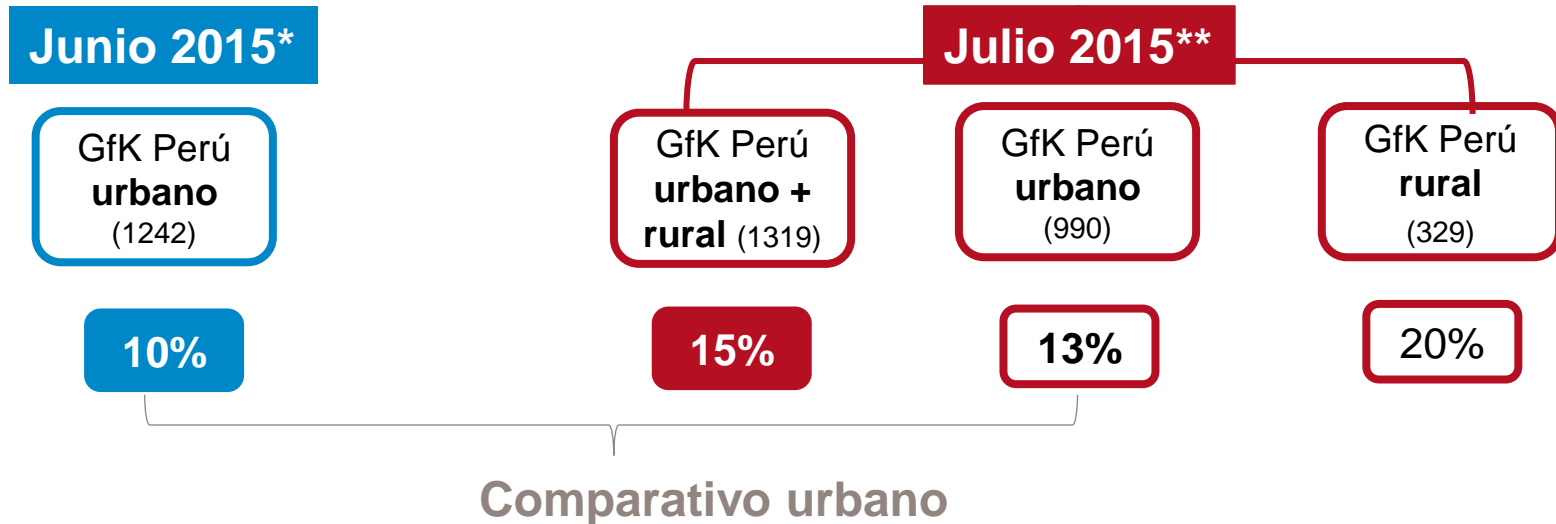 Junio 2015*
GfK Perú
urbano
(1242)
10%
Julio 2015**
GfK Perú
urbano +
rural (1319)
15%
GfK Perú
urbano
(990)
13%
GfK Perú
rural
(329)
20%
Comparativo urbano